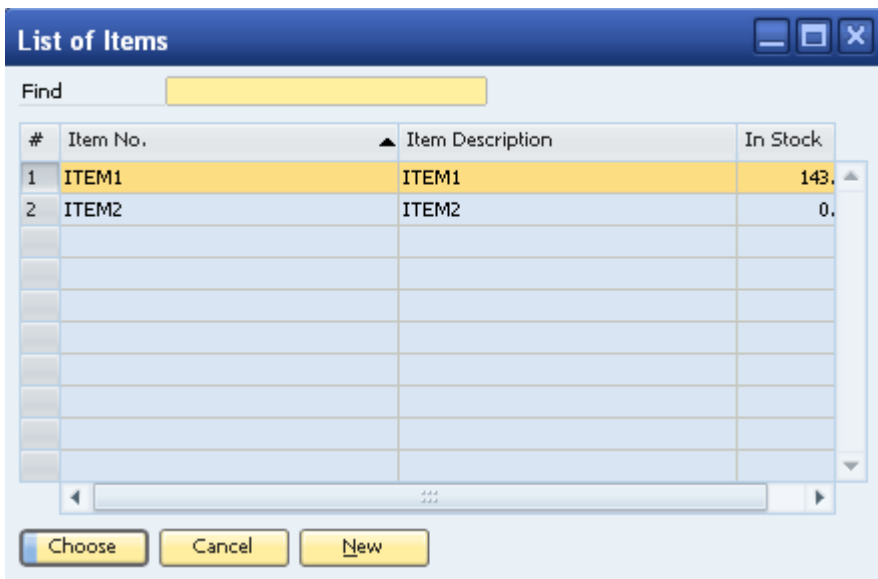 List of Items
Find
# Item No. Item Description In Stock
1 ITEM1 ITEM1 143.
2 ITEM2 ITEM2 0.
Choose Cancel New